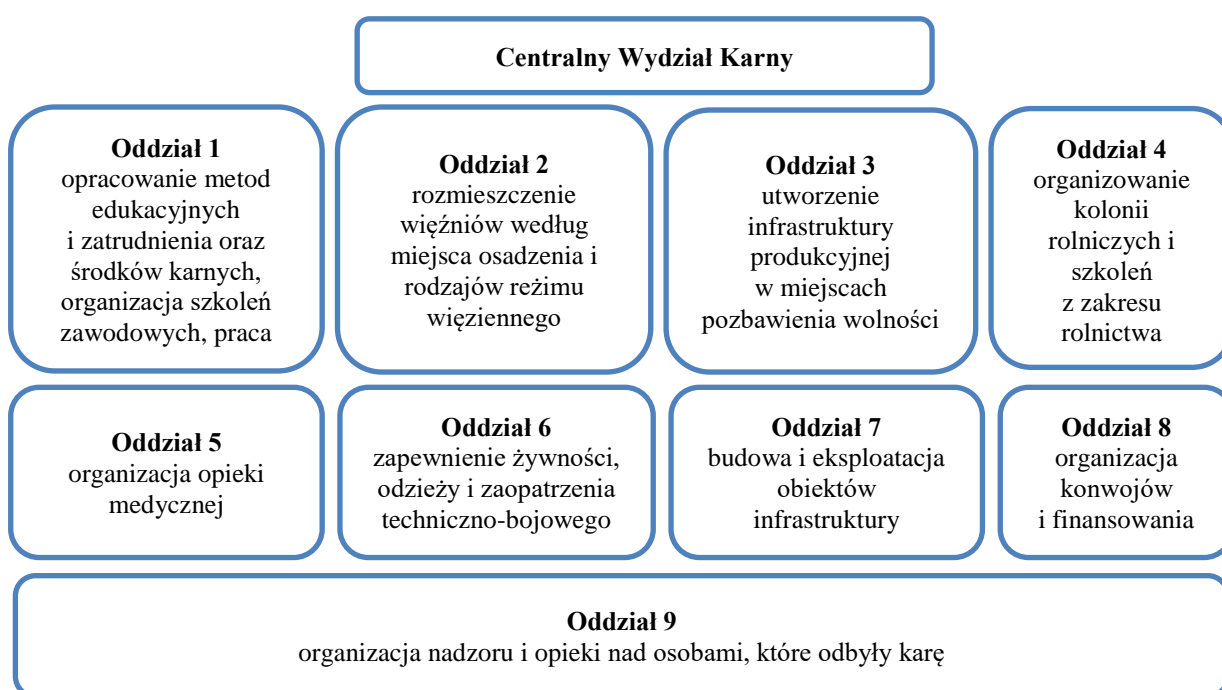 Centralny Wydział Karny
Oddział 1
opracowanie metod
edukacyjnych
i zatrudnienia oraz
środków karnych,
organizacja szkoleń
zawodowych, praca
Oddział 2
rozmieszczenie
więźniów według
miejsca osadzenia i
rodzajów reżimu
więziennego
Oddział 3
utworzenie
infrastruktury
produkcyjnej
w miejscach
pozbawienia wolności
Oddział 4
organizowanie
kolonii
rolniczych i
szkoleń
z zakresu
rolnictwa
Oddział 5
organizacja opieki
medycznej
Oddział 6
zapewnienie żywności,
odzieży i zaopatrzenia
techniczno-bojowego
Oddział 7
budowa i eksploatacja
obiektów
infrastruktury
Oddział 8
organizacja
konwojów
i finansowania
Oddział 9
organizacja nadzoru i opieki nad osobami, które odbyły karę